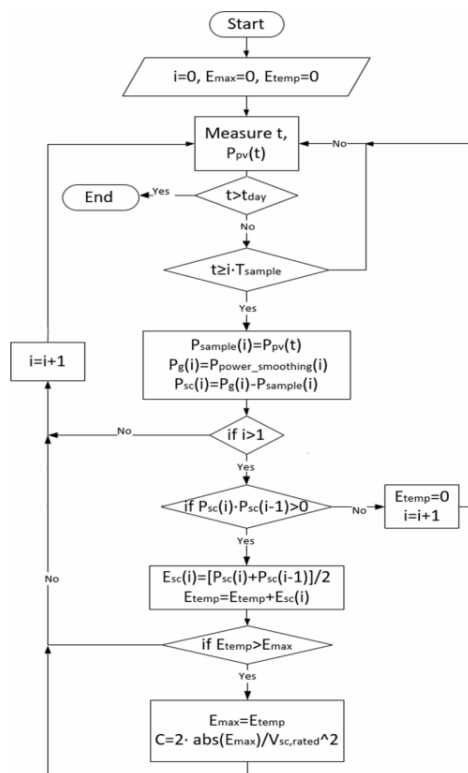 Start
i=0, Emax=0, Etemp=0
Measure t,
Ppv(t)
No
End
Yes
t>tday
No
t≥i·Tsample
Yes
Psample(i)=Ppv(t)
Pg(i)=Ppower_smoothing(i)
Psc(i)=Pg(i)-Psample(i)
i=i+1
No
if i>1
Yes
if Psc(i)·Psc(i-1)>0
No
Etemp=0
i=i+1
Yes
Esc(i)=[Psc(i)+Psc(i-1)]/2
Etemp=Etemp+Esc(i)
No
if Etemp>Emax
Yes
Emax=Etemp
C=2· abs(Emax)/Vsc,rated^2